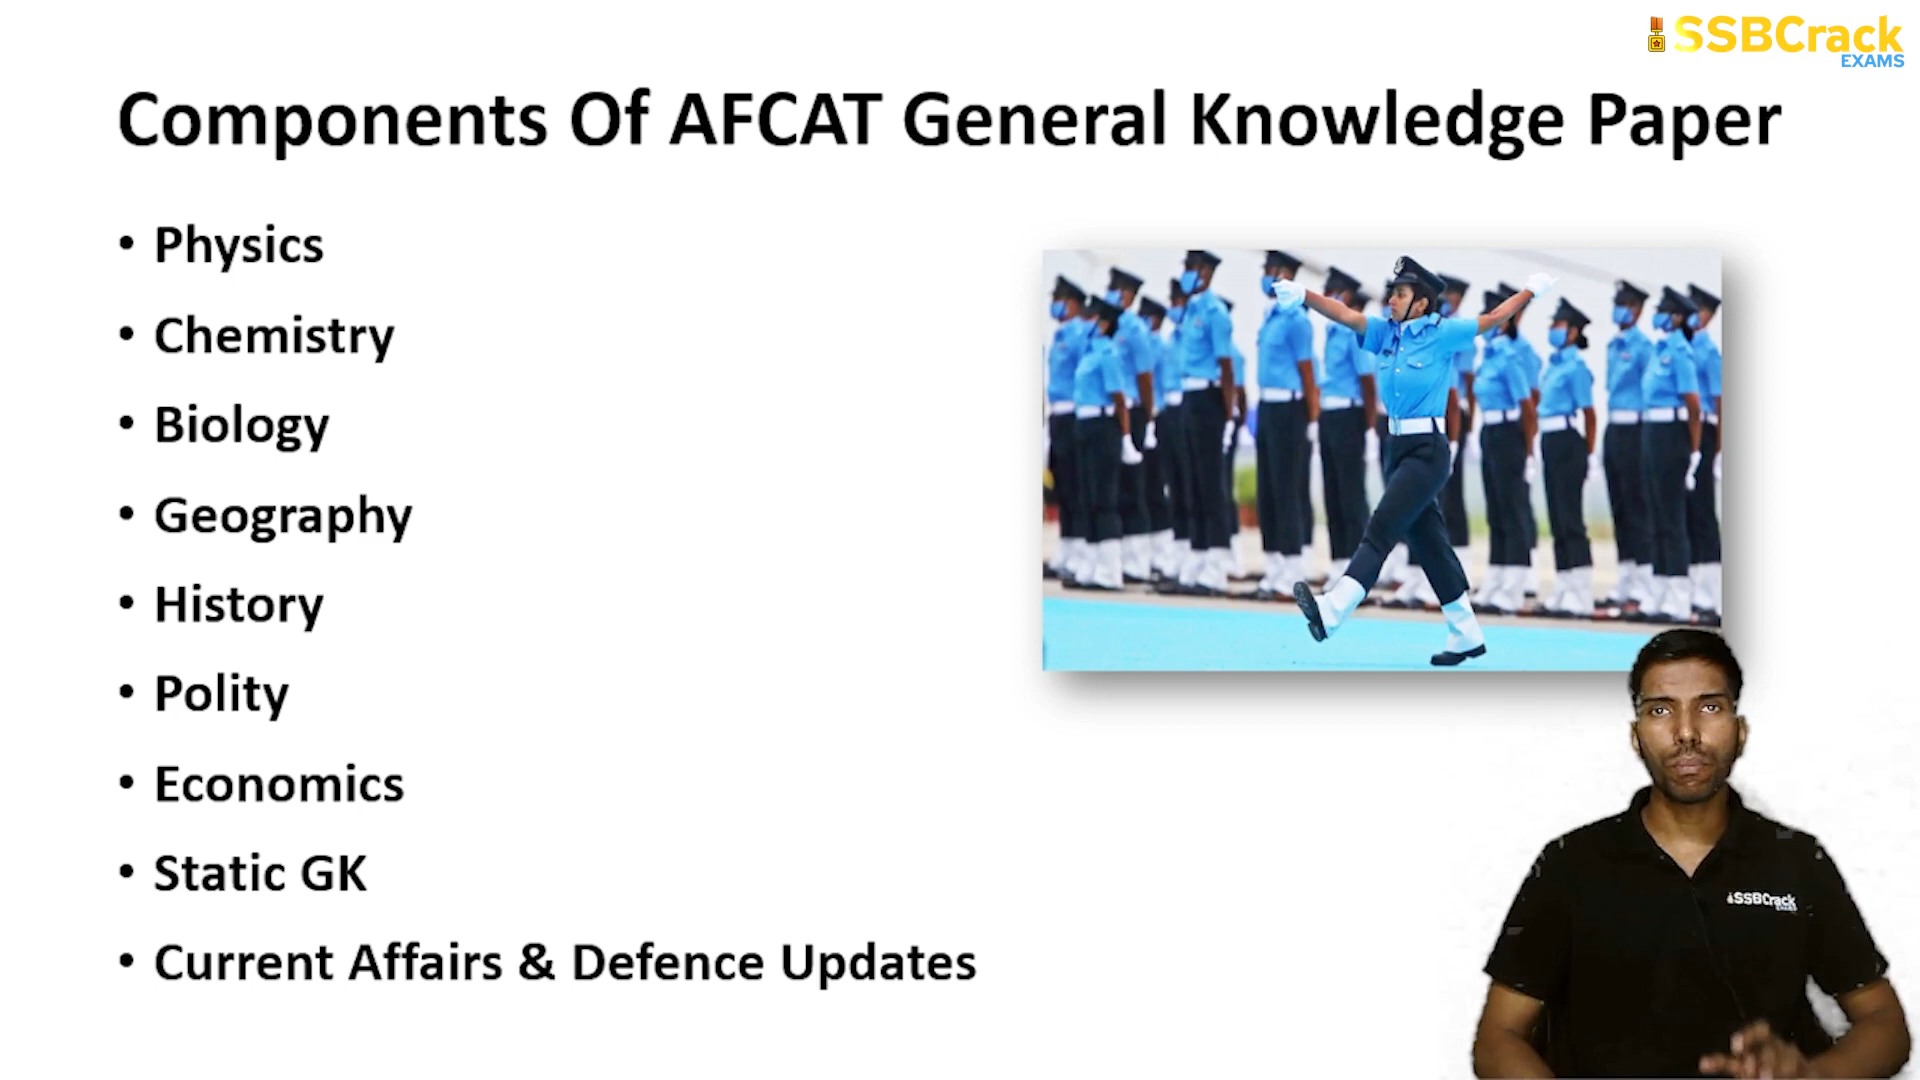 SSBCrack
EXAMS
Components Of AFCAT General Knowledge Paper
• Physics
• Chemistry
• Biology
• Geography
• History
• Polity
• Economics
• Static GK
• Current Affairs & Defence Updates
SSBCrack
EXAMS